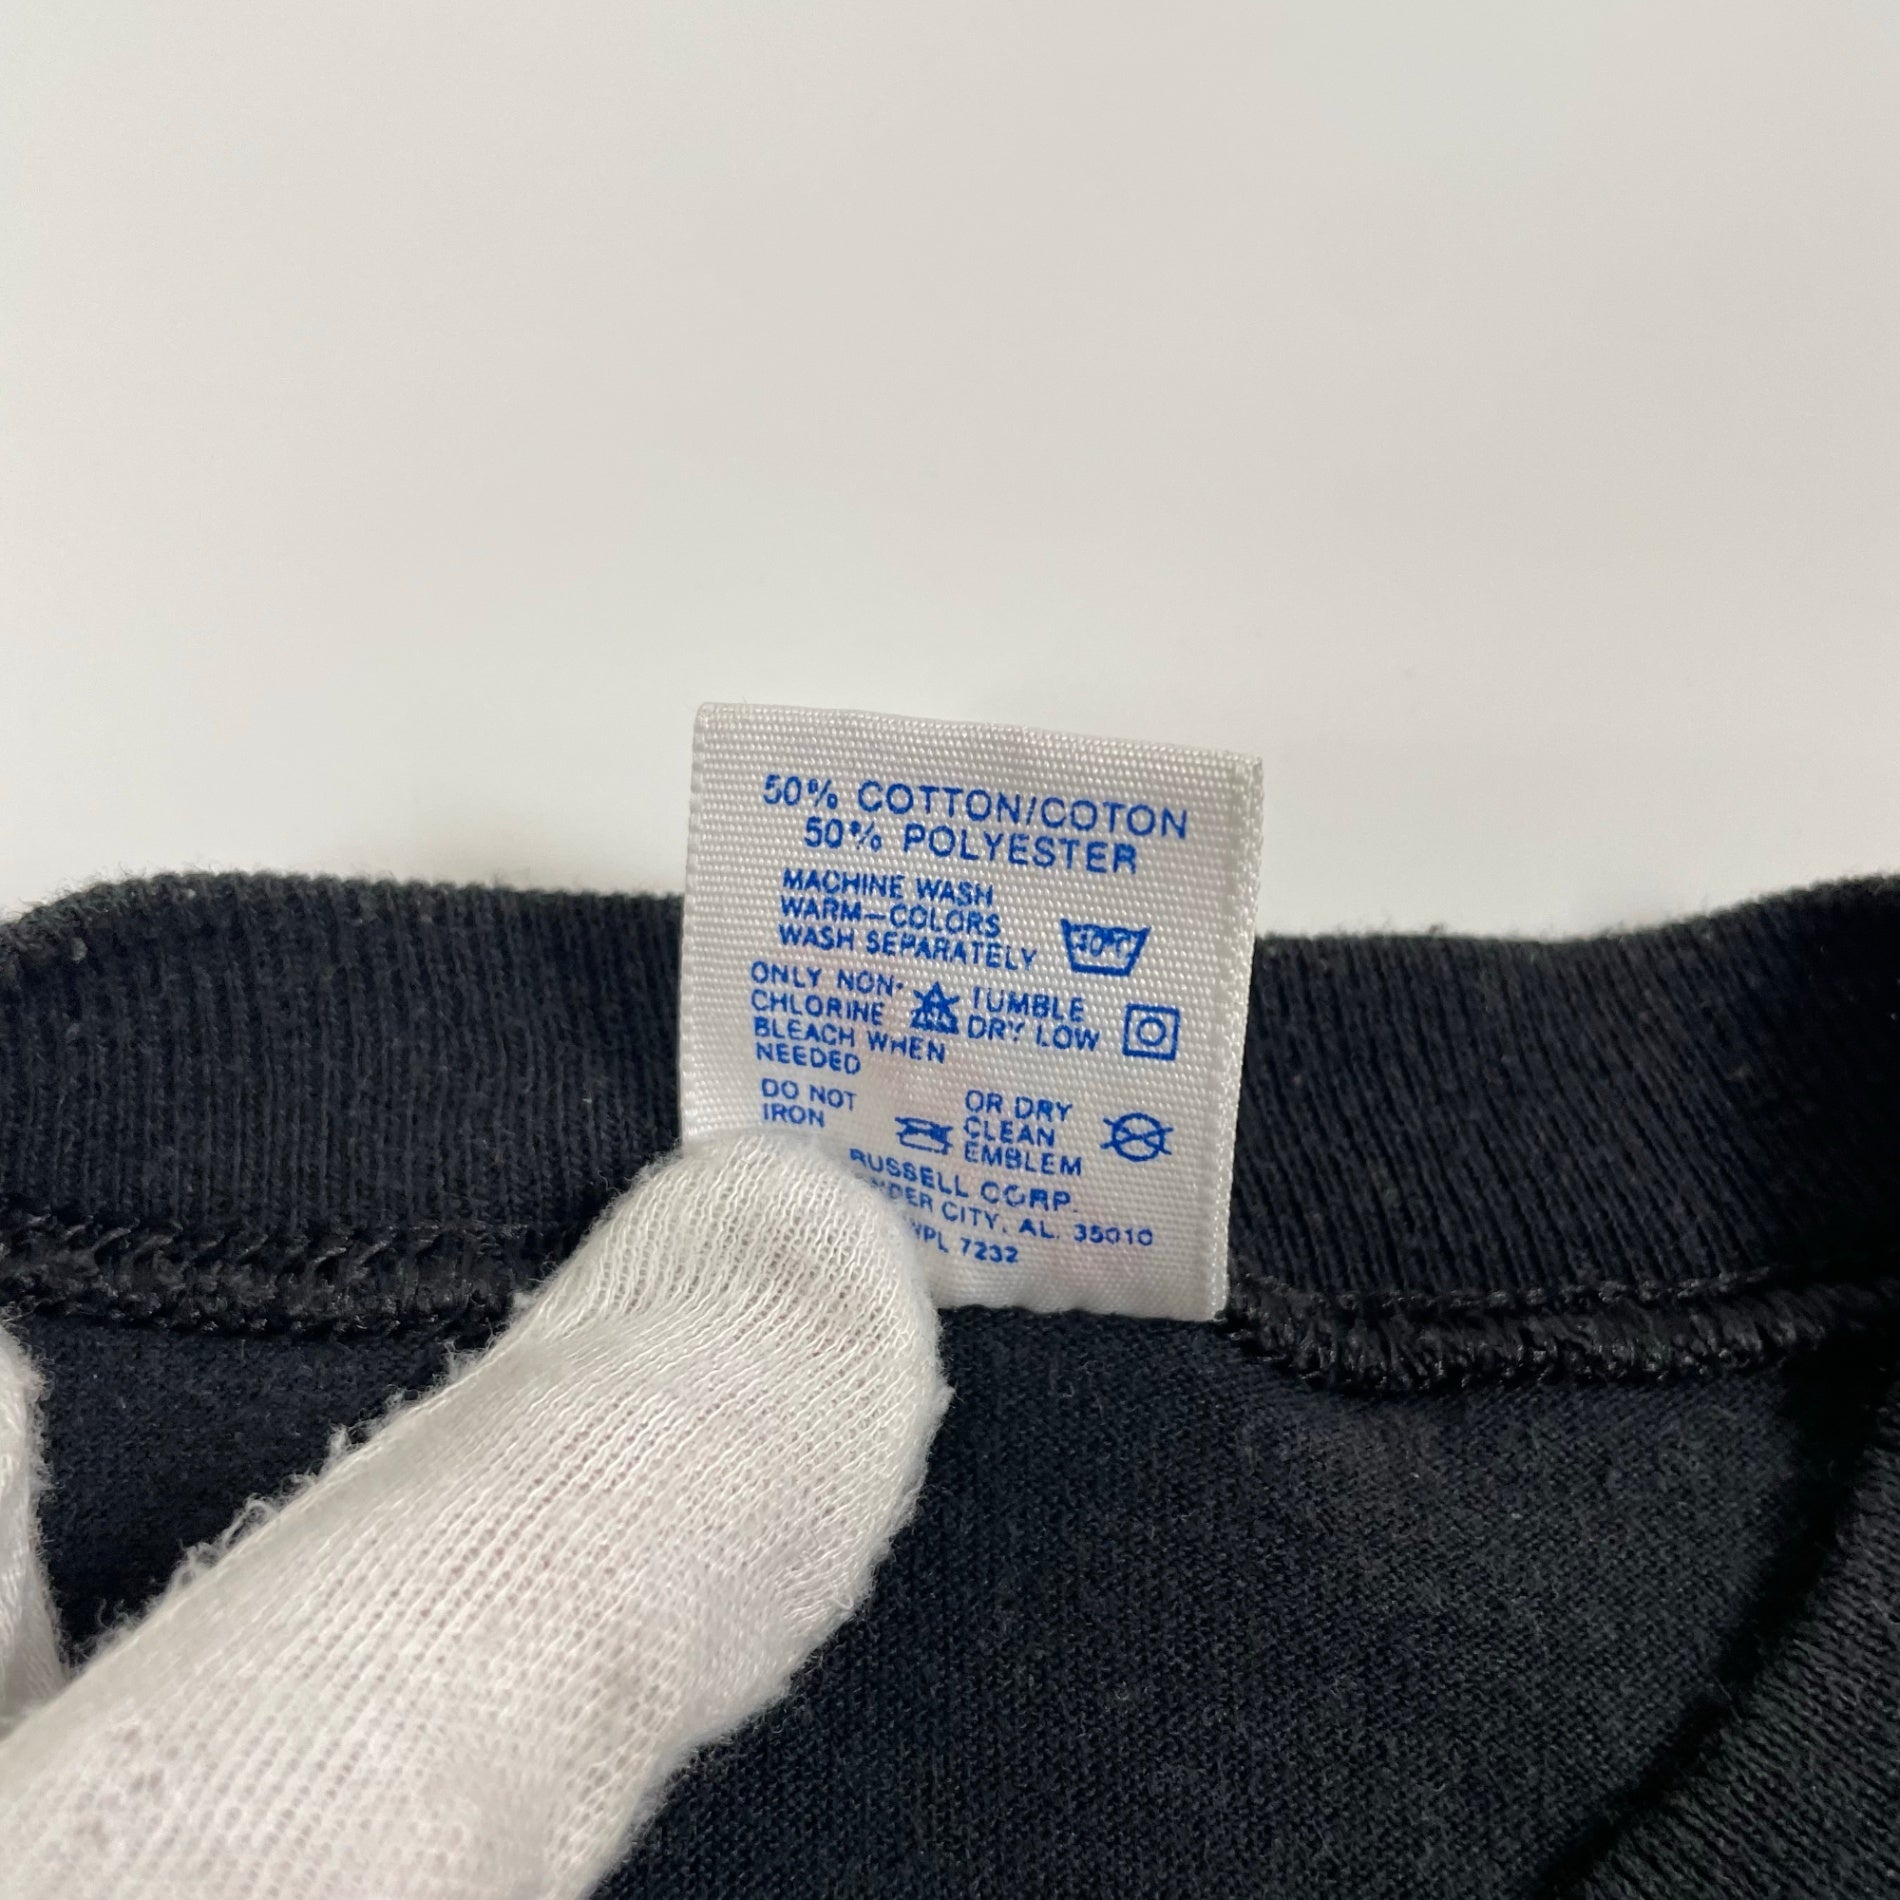 50% COTTON/COTON
50% POLYESTER
MACHINE WASH
WARM—COLORS
WASH SEPARATELY
40°C
ONLY NON-
CHLORINE
BLEACH WHEN
NEEDED
TUMBLE
DRY LOW
DO NOT
IRON
OR DRY
CLEAN
EMBLEM
RUSSELL CORP.
CITY, AL. 35010
7232